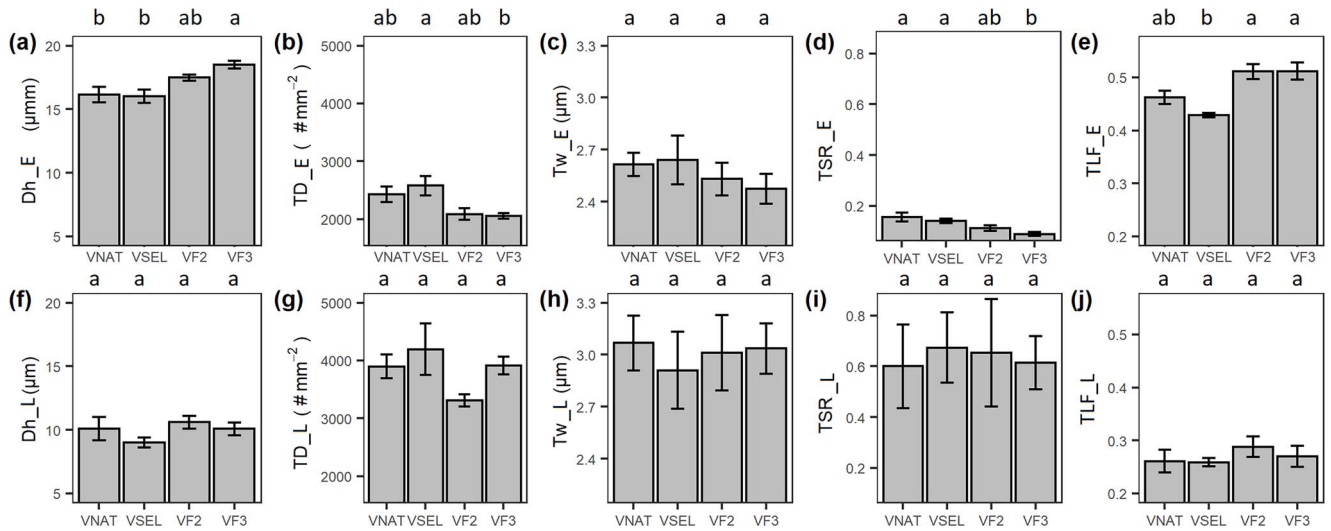 b b ab a
(a)
20
15
10
5
Dh_E (µmm)
VNAT VSEL VF2 VF3
ab a ab b
(b)
5000
4000
3000
2000
TD_E ( # mm−2)
VNAT VSEL VF2 VF3
a a a a
(c)
3.3
3.0
2.7
2.4
Tw_E (µm)
VNAT VSEL VF2 VF3
a a ab b
(d)
0.8
0.6
0.4
0.2
TSR_E
VNAT VSEL VF2 VF3
ab b a a
(e)
0.5
0.4
0.3
0.2
TLF_E
VNAT VSEL VF2 VF3
a a a a
(f)
20
15
10
5
Dh_L(µm)
VNAT VSEL VF2 VF3
a a a a
(g)
5000
4000
3000
2000
TD_L ( # mm−2)
VNAT VSEL VF2 VF3
a a a a
(h)
3.3
3.0
2.7
2.4
Tw_L (µm)
VNAT VSEL VF2 VF3
a a a a
(i)
0.8
0.6
0.4
0.2
TSR_L
VNAT VSEL VF2 VF3
a a a a
(j)
0.5
0.4
0.3
0.2
TLF_L
VNAT VSEL VF2 VF3